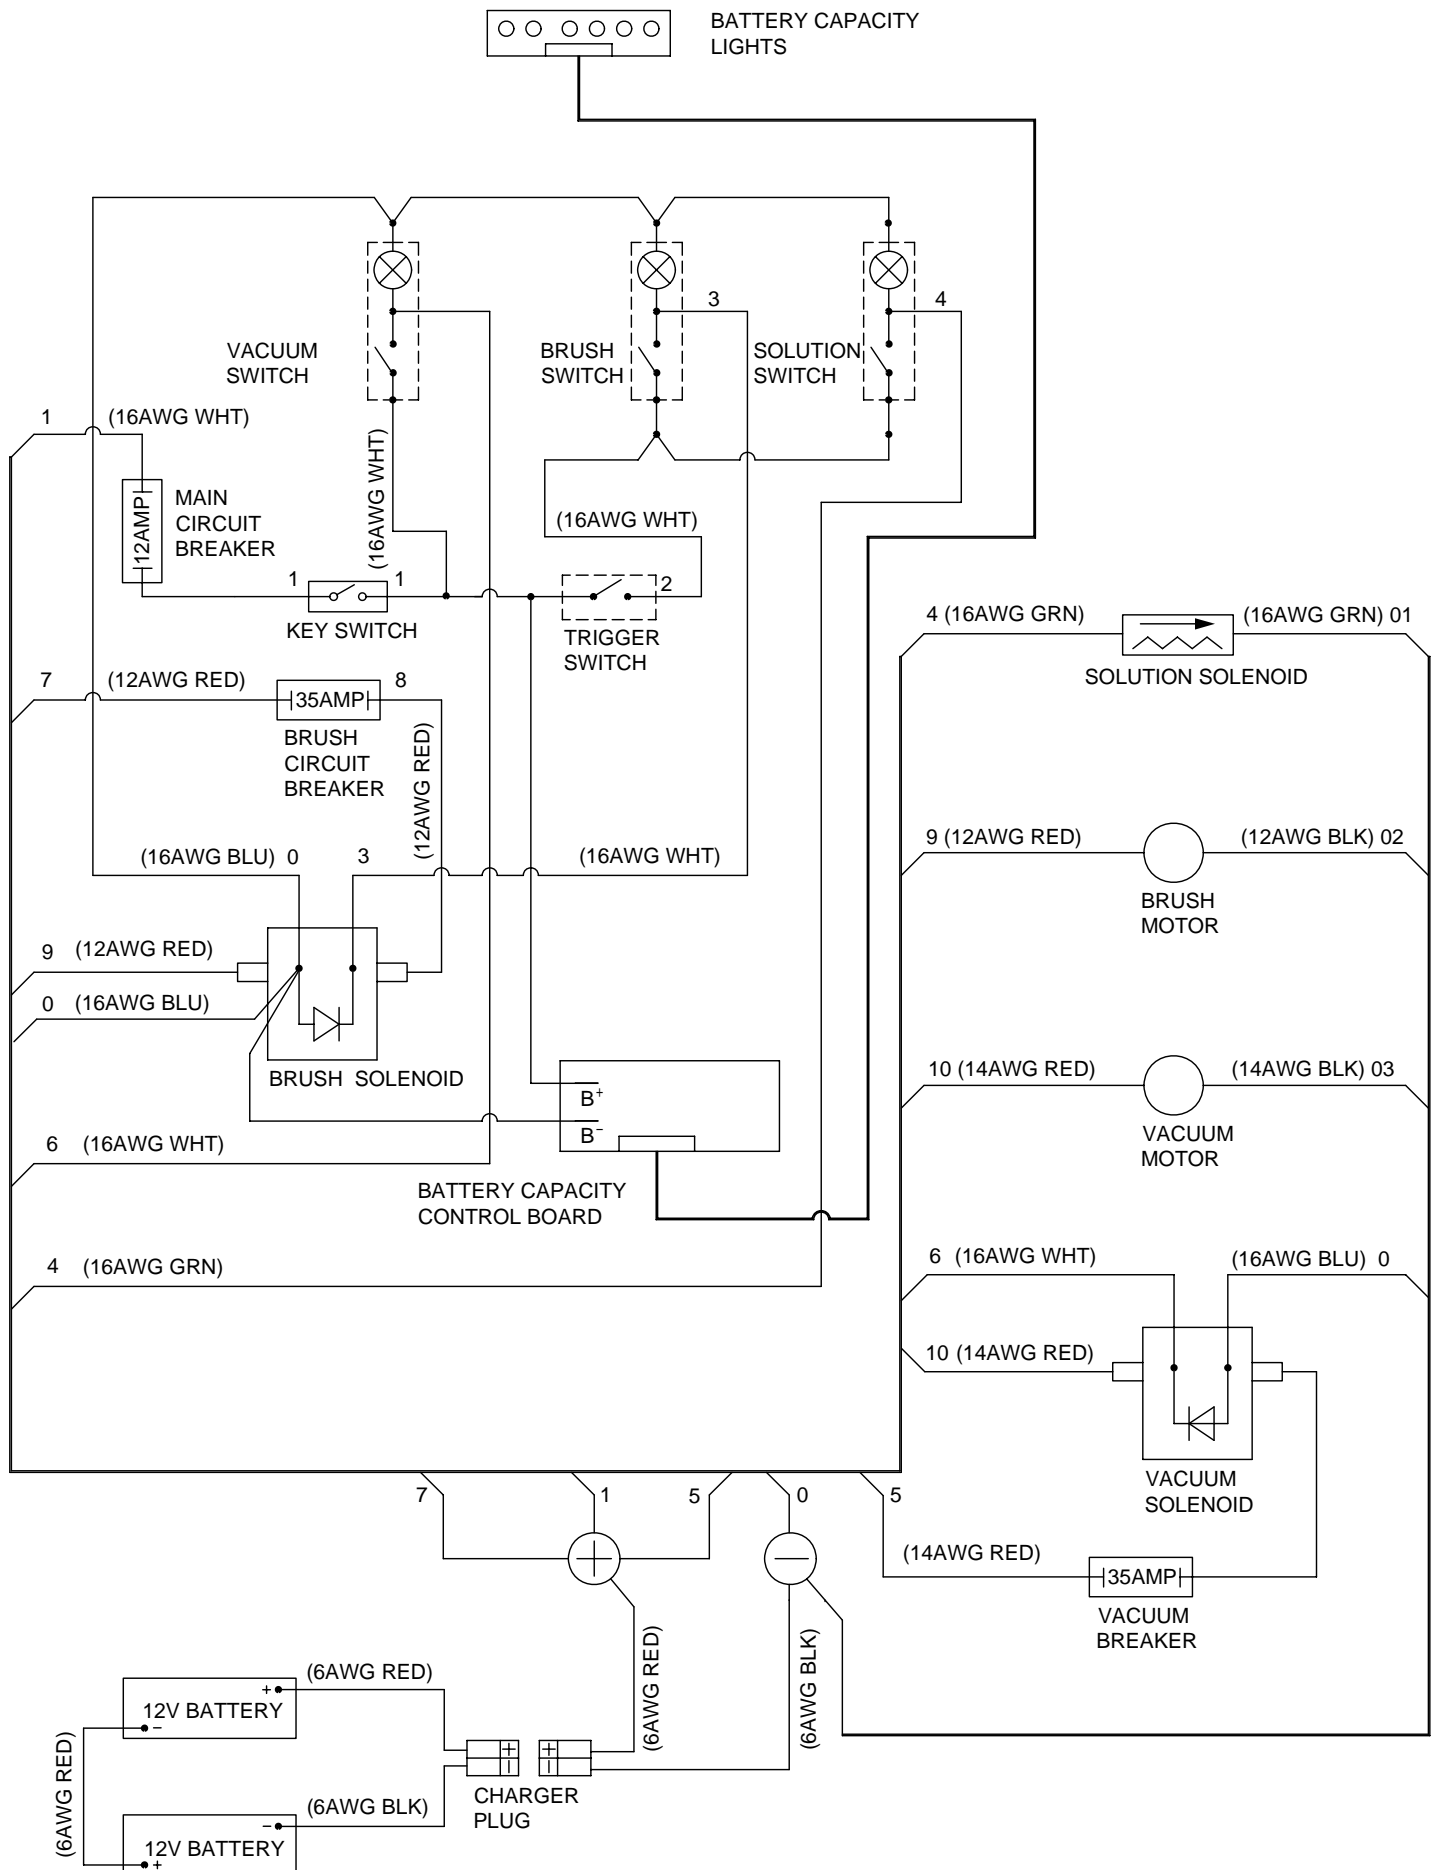 BATTERY CAPACITY
LIGHTS
3
4
VACUUM
SWITCH
BRUSH
SWITCH
SOLUTION
SWITCH
1 (16AWG WHT)
(16AWG WHT)
12AMP
MAIN
CIRCUIT
BREAKER
(16AWG WHT)
1
1
2
KEY SWITCH
TRIGGER
SWITCH
4 (16AWG GRN)
(16AWG GRN) 01
SOLUTION SOLENOID
7 (12AWG RED)
35AMP
8
BRUSH
CIRCUIT
BREAKER
(12AWG RED)
9 (12AWG RED)
(12AWG BLK) 02
BRUSH
MOTOR
(16AWG BLU) 0
3
(16AWG WHT)
9 (12AWG RED)
0 (16AWG BLU)
BRUSH SOLENOID
B+
B−
10 (14AWG RED)
(14AWG BLK) 03
VACUUM
MOTOR
6 (16AWG WHT)
BATTERY CAPACITY
CONTROL BOARD
4 (16AWG GRN)
6 (16AWG WHT)
(16AWG BLU) 0
10 (14AWG RED)
VACUUM
SOLENOID
7
1
5
0
5
+
−
(14AWG RED)
35AMP
VACUUM
BREAKER
(6AWG RED)
(6AWG BLK)
(6AWG RED)
+
12V BATTERY
−
(6AWG RED)
+
−
+
−
CHARGER
PLUG
(6AWG BLK)
−
12V BATTERY
+